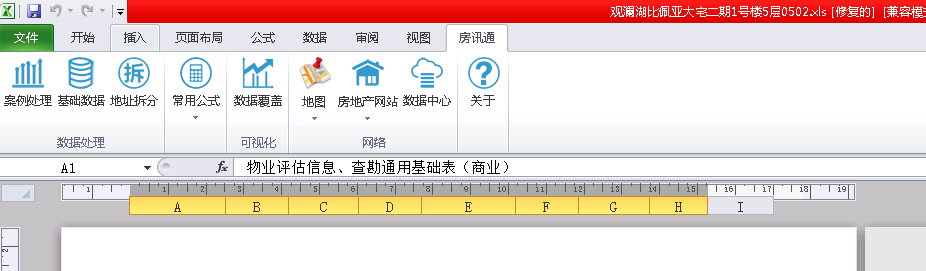 观澜湖比佩亚大宅二期1号楼5层0502.xls [修复的] [兼容模
文件 开始 插入 页面布局 公式 数据 审阅 视图 房讯通
拆
案例处理 基础数据 地址拆分 常用公式 数据覆盖 地图 房地产网站 数据中心 关于
数据处理 可视化 网络
A1 fx 物业评估信息、查勘通用基础表（商业）
1 1 2 3 4 5 6 7 8 9 10 11 12 13 14 15 16 17 18 19
A B C D E F G H I
2